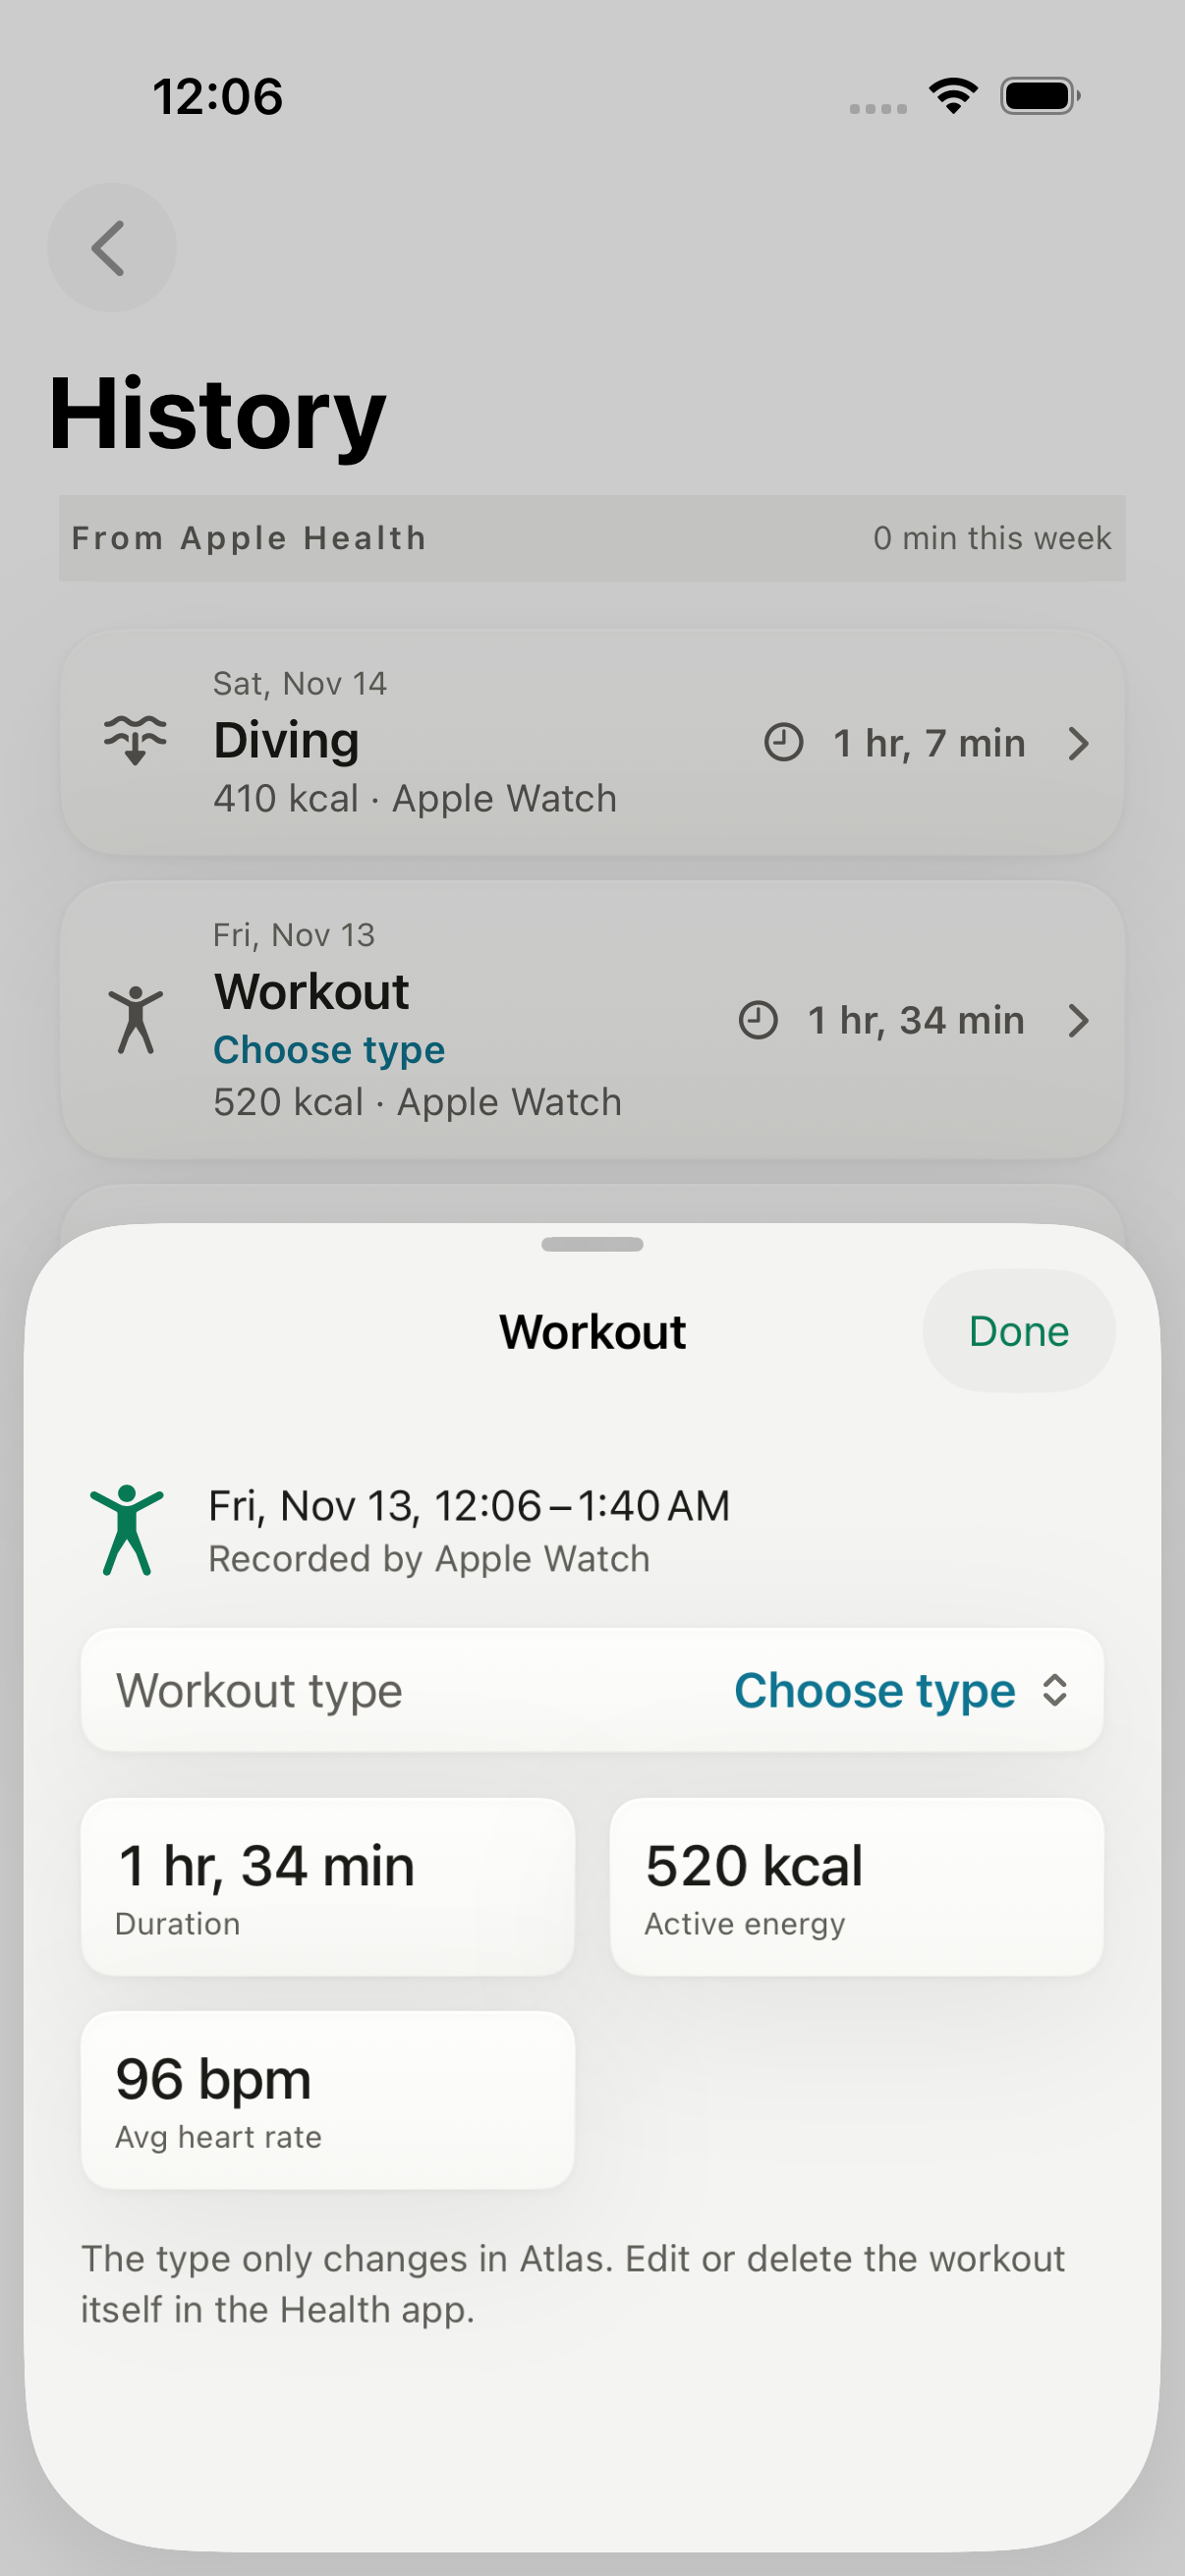 12:06
History
From Apple Health
0 min this week
Sat, Nov 14
Diving
1 hr, 7 min
410 kcal · Apple Watch
Fri, Nov 13
Workout
Choose type
1 hr, 34 min
520 kcal · Apple Watch
Workout
Done
Fri, Nov 13, 12:06 – 1:40 AM
Recorded by Apple Watch
Workout type
Choose type
1 hr, 34 min
Duration
520 kcal
Active energy
96 bpm
Avg heart rate
The type only changes in Atlas. Edit or delete the workout
itself in the Health app.